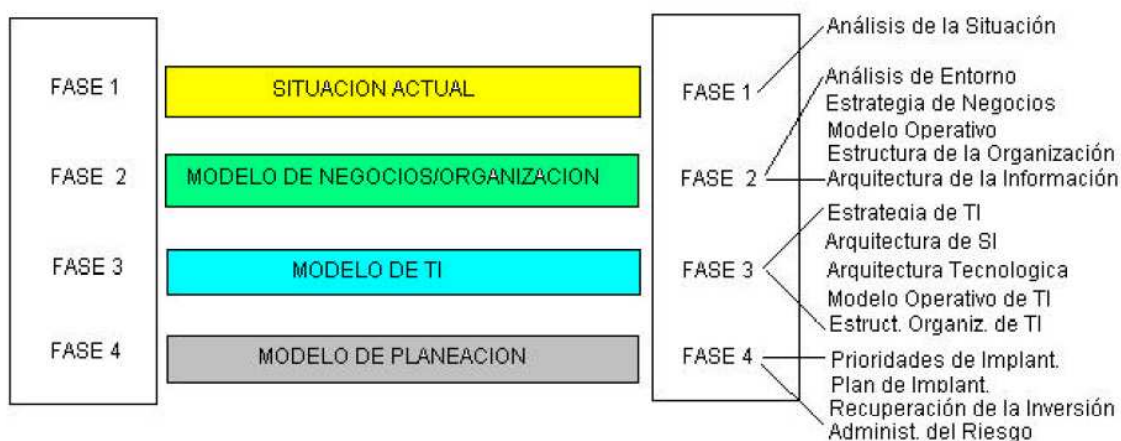 Análisis de la Situación
FASE 1
SITUACION ACTUAL
FASE 1
Análisis de Entorno
Estrategia de Negocios
Modelo Operativo
Estructura de la Organización
FASE 2
MODELO DE NEGOCIOS/ORGANIZACION
FASE 2
Arquitectura de la Información
Estrategia de TI
Arquitectura de SI
FASE 3
MODELO DE TI
FASE 3
Arquitectura Tecnologica
Modelo Operativo de TI
Estruct. Organiz. de TI
FASE 4
MODELO DE PLANEACION
FASE 4
Prioridades de Implant.
Plan de Implant.
Recuperación de la Inversión
Administ. del Riesgo